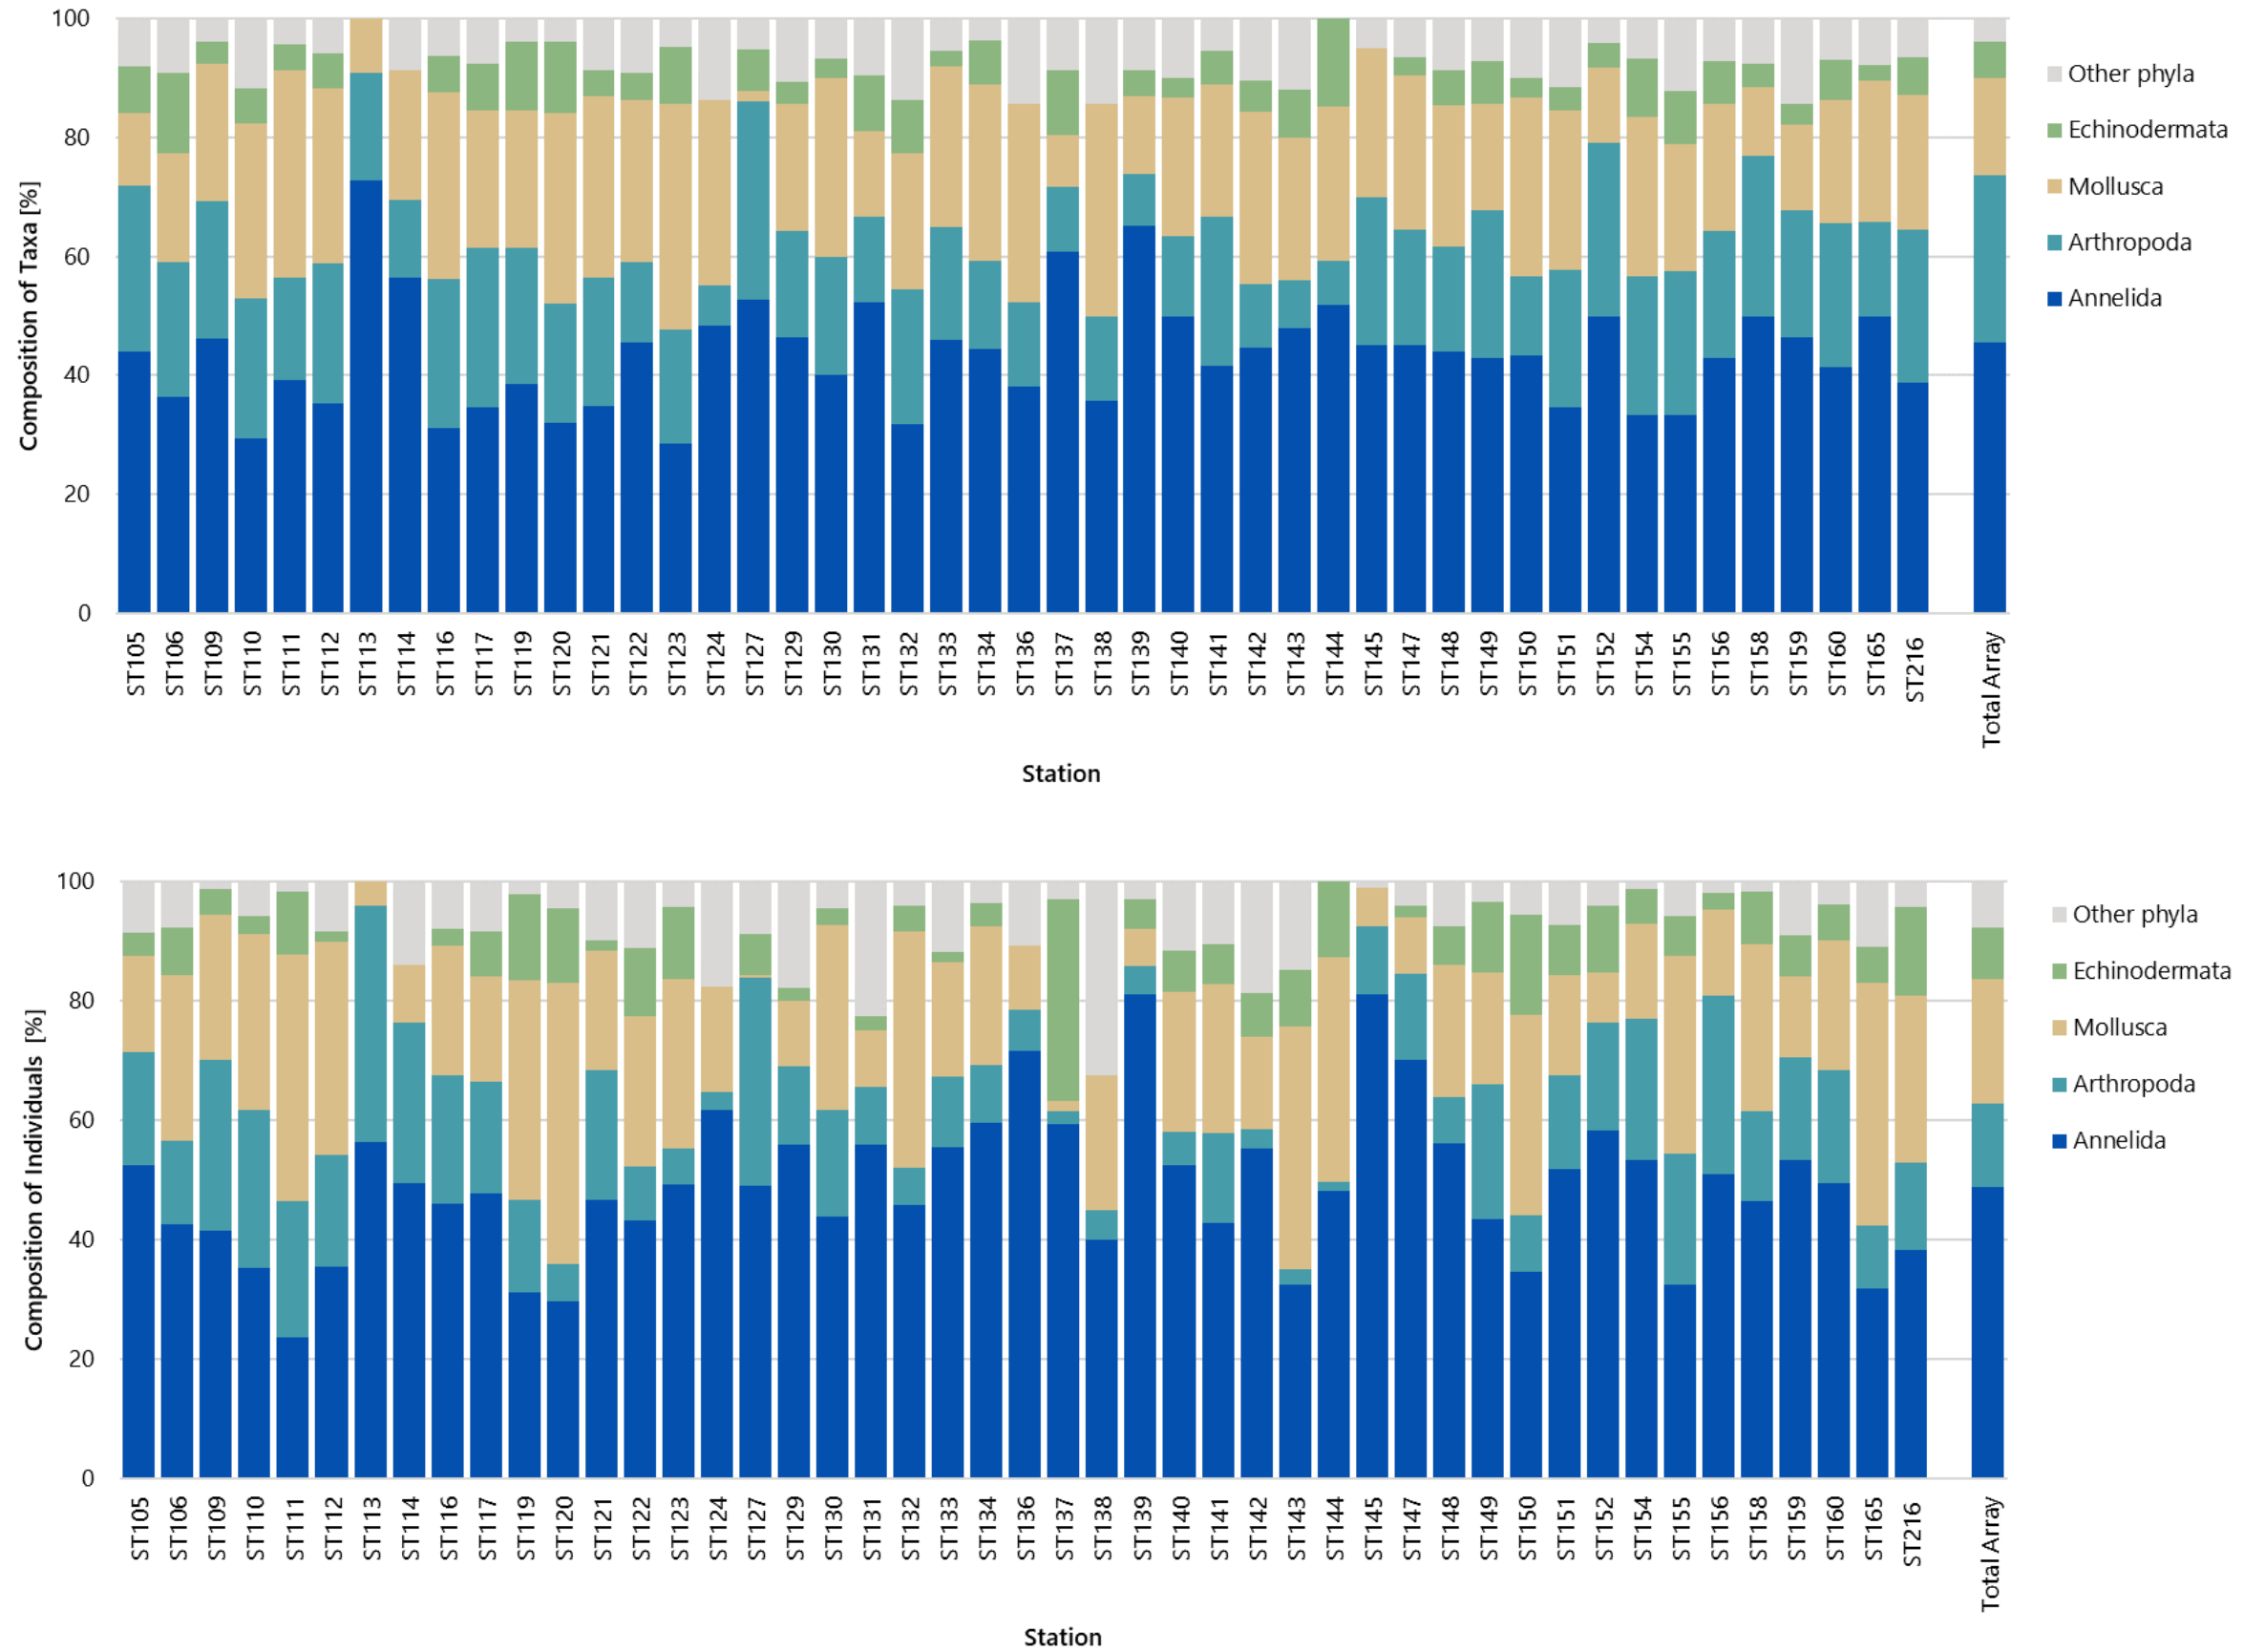 Composition of Taxa [%]
100
80
60
40
20
0
ST105
ST106
ST109
ST110
ST111
ST112
ST113
ST114
ST116
ST117
ST119
ST120
ST121
ST122
ST123
ST124
ST127
ST129
ST130
ST131
ST132
ST133
ST134
ST136
ST137
ST138
ST139
ST140
ST141
ST142
ST143
ST144
ST145
ST147
ST148
ST149
ST150
ST151
ST152
ST154
ST155
ST156
ST158
ST159
ST160
ST165
ST216
Total Array
Station
Other phyla
Echinodermata
Mollusca
Arthropoda
Annelida
Composition of Individuals [%]
100
80
60
40
20
0
ST105
ST106
ST109
ST110
ST111
ST112
ST113
ST114
ST116
ST117
ST119
ST120
ST121
ST122
ST123
ST124
ST127
ST129
ST130
ST131
ST132
ST133
ST134
ST136
ST137
ST138
ST139
ST140
ST141
ST142
ST143
ST144
ST145
ST147
ST148
ST149
ST150
ST151
ST152
ST154
ST155
ST156
ST158
ST159
ST160
ST165
ST216
Total Array
Station
Other phyla
Echinodermata
Mollusca
Arthropoda
Annelida